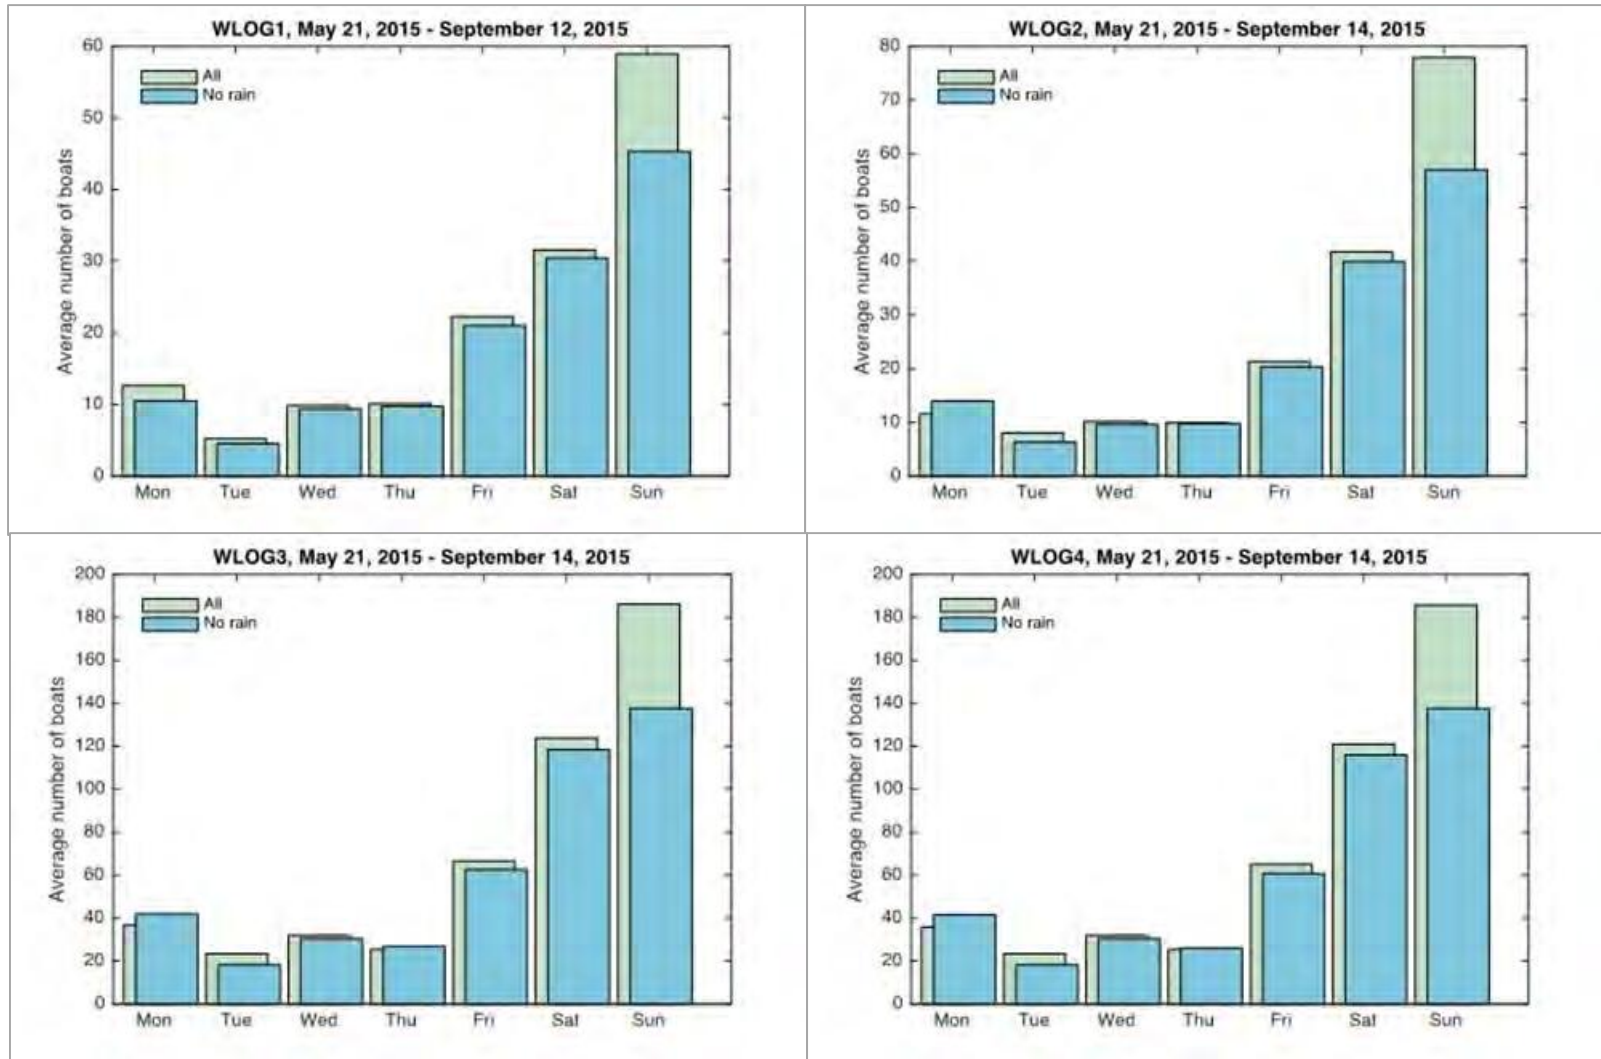 WLOG1, May 21, 2015 - September 12, 2015
60
50
40
30
20
10
0
Average number of boats
All
No rain
Mon Tue Wed Thu Fri Sat Sun
WLOG2, May 21, 2015 - September 14, 2015
80
70
60
50
40
30
20
10
0
Average number of boats
All
No rain
Mon Tue Wed Thu Fri Sat Sun
WLOG3, May 21, 2015 - September 14, 2015
200
180
160
140
120
100
80
60
40
20
0
Average number of boats
All
No rain
Mon Tue Wed Thu Fri Sat Sun
WLOG4, May 21, 2015 - September 14, 2015
200
180
160
140
120
100
80
60
40
20
0
Average number of boats
All
No rain
Mon Tue Wed Thu Fri Sat Sun